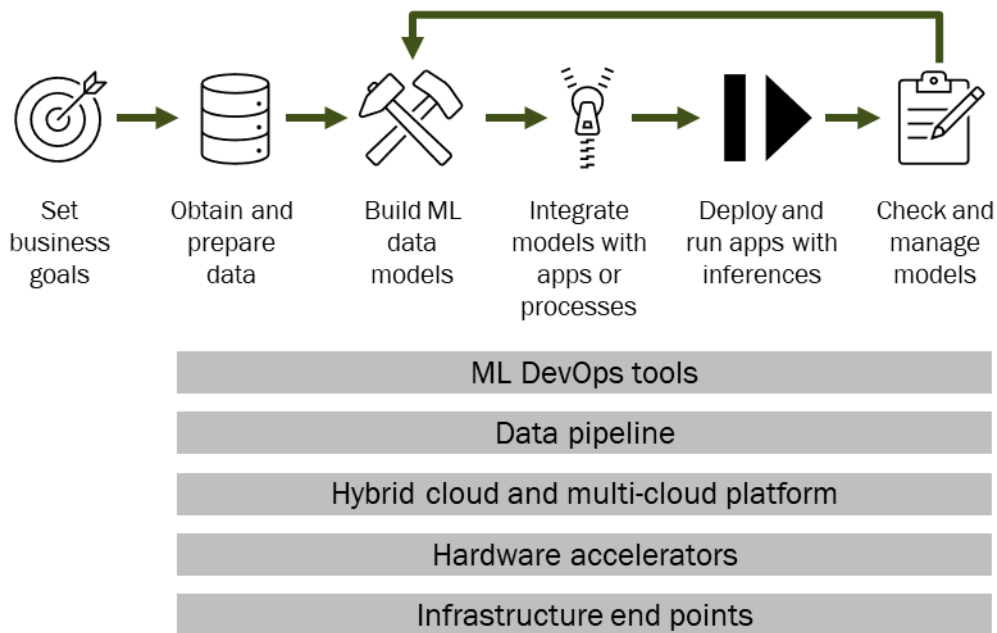 Set
business
goals
Obtain and
prepare
data
Build ML
data
models
Integrate
models with
apps or
processes
Deploy and
run apps with
inferences
Check and
manage
models
ML DevOps tools
Data pipeline
Hybrid cloud and multi-cloud platform
Hardware accelerators
Infrastructure end points